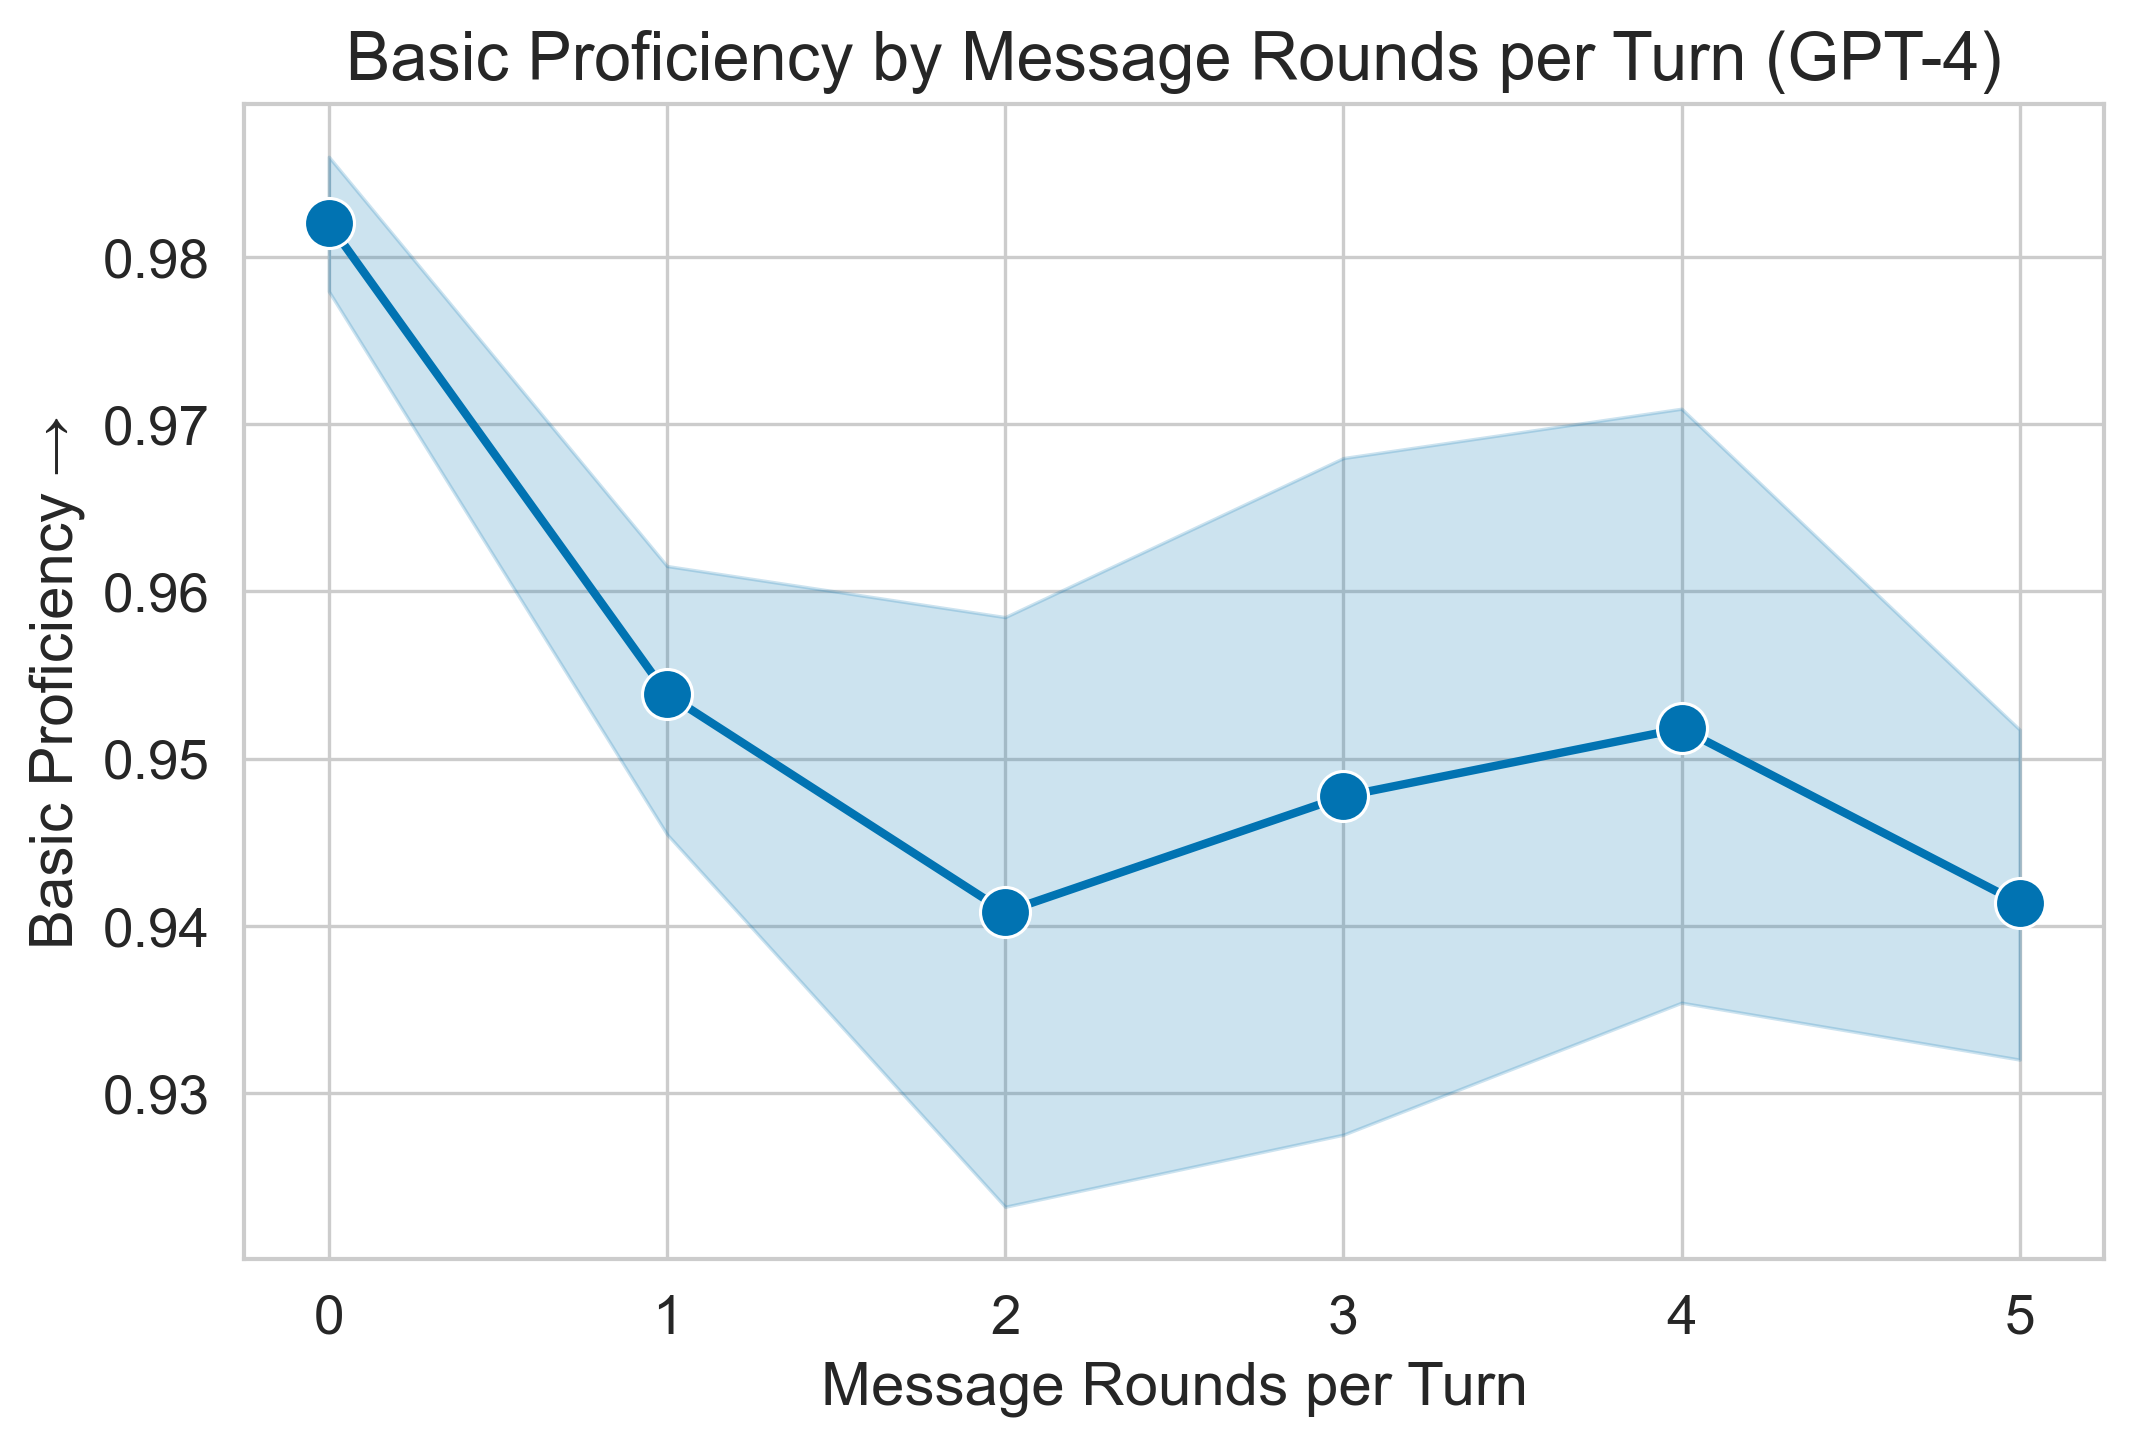 Basic Proficiency by Message Rounds per Turn (GPT-4)
Basic Proficiency →
0.98
0.97
0.96
0.95
0.94
0.93
0 1 2 3 4 5
Message Rounds per Turn